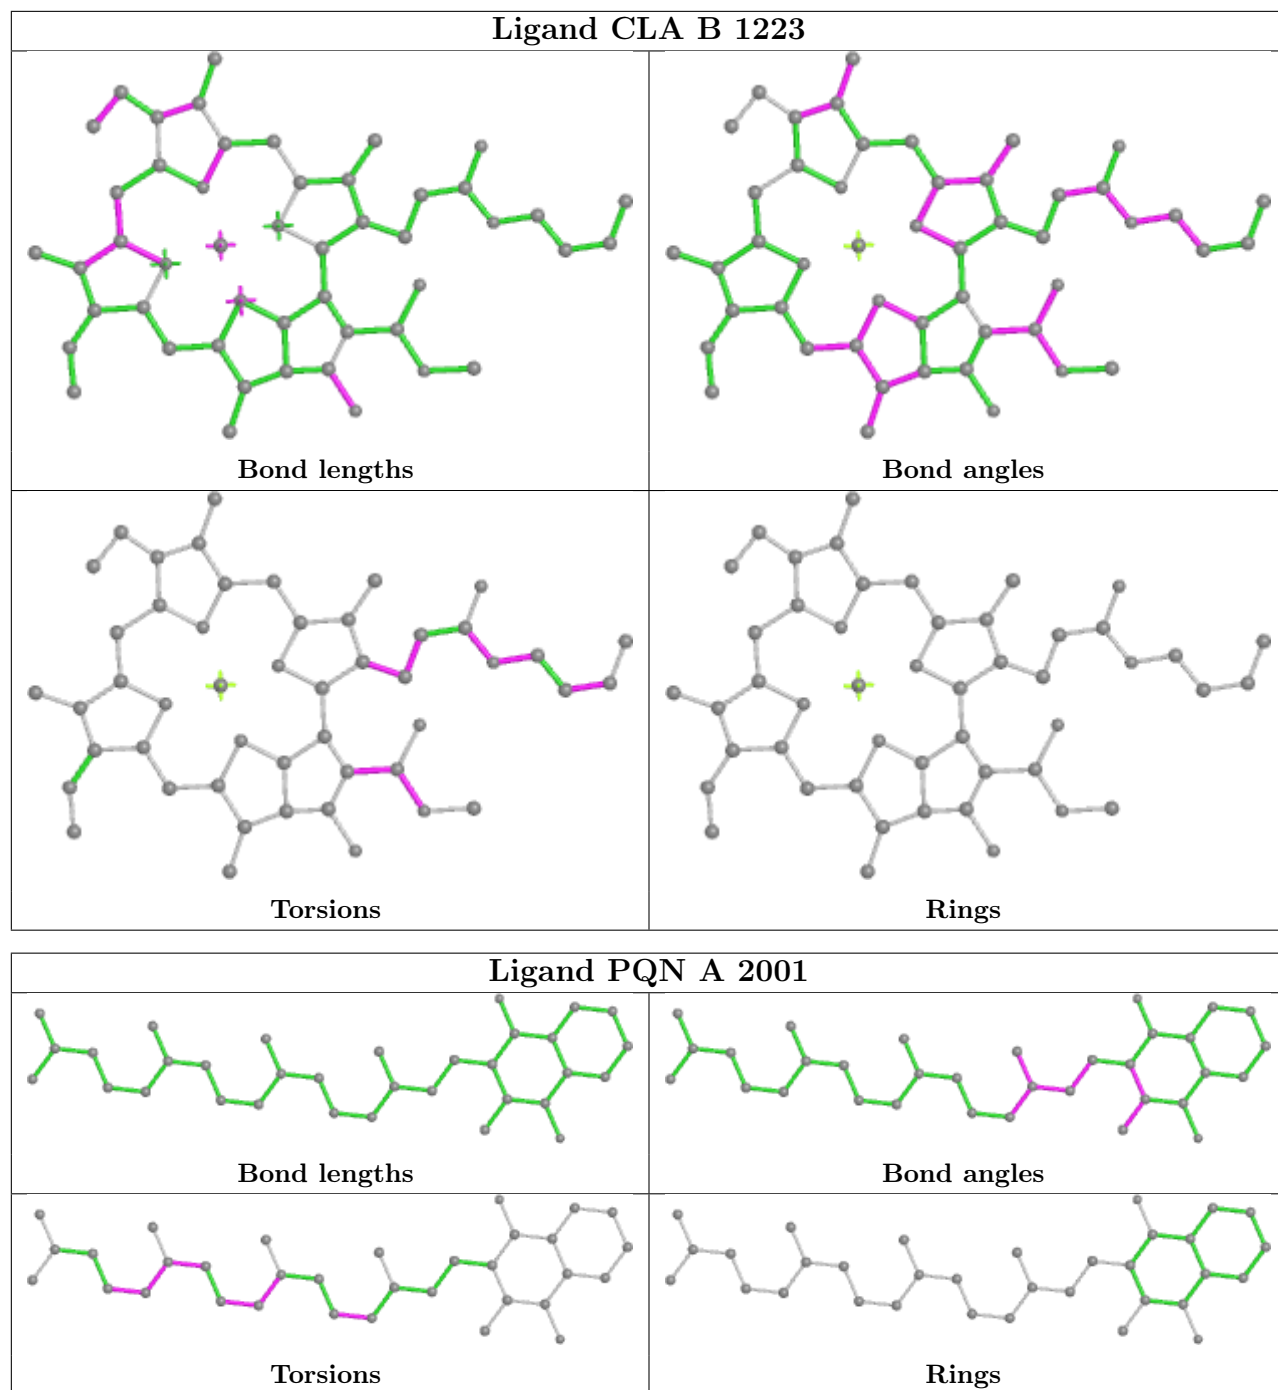 Ligand CLA B 1223
Bond lengths
Bond angles
Torsions
Rings
Ligand PQN A 2001
Bond lengths
Bond angles
Torsions
Rings